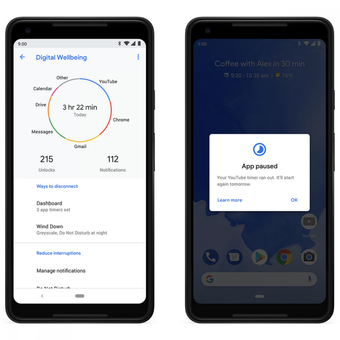 9:00
Digital Wellbeing
Other
YouTube
Calendar
Drive
3 hr 22 min
Today
Chrome
Messages
Gmail
215
112
Unlocks
Notifications
Ways to disconnect
Dashboard
3 app timers set
Wind Down
Greyscale, Do Not Disturb at night
Reduce interruptions
Manage notifications
Do Not Disturb
9:00
Coffee with Alex in 30 min
App paused
Your YouTube timer ran out. It'll start
again tomorrow.
Learn more
OK